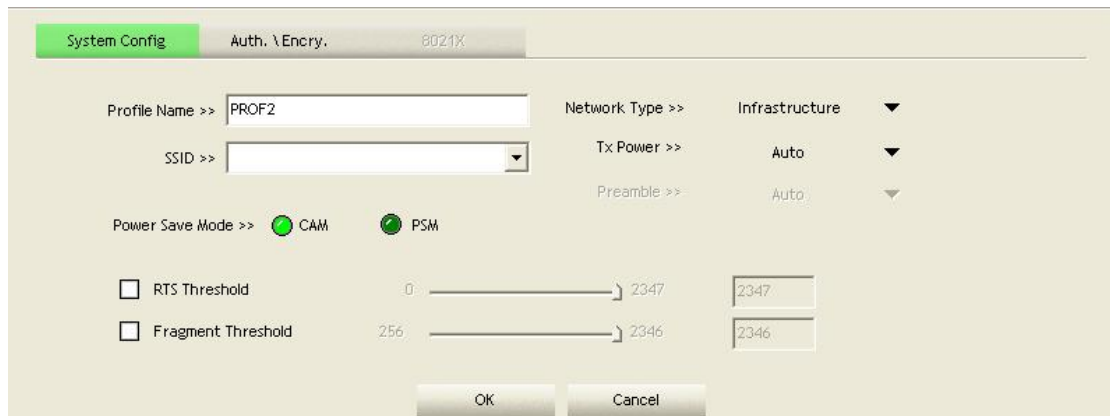 System Config Auth. \ Encry. 8021X
Profile Name >> PROF2 Network Type >> Infrastructure
SSID >> Tx Power >> Auto
Preamble >> Auto
Power Save Mode >> CAM PSM
RTS Threshold 0 2347 2347
Fragment Threshold 256 2346 2346
OK Cancel